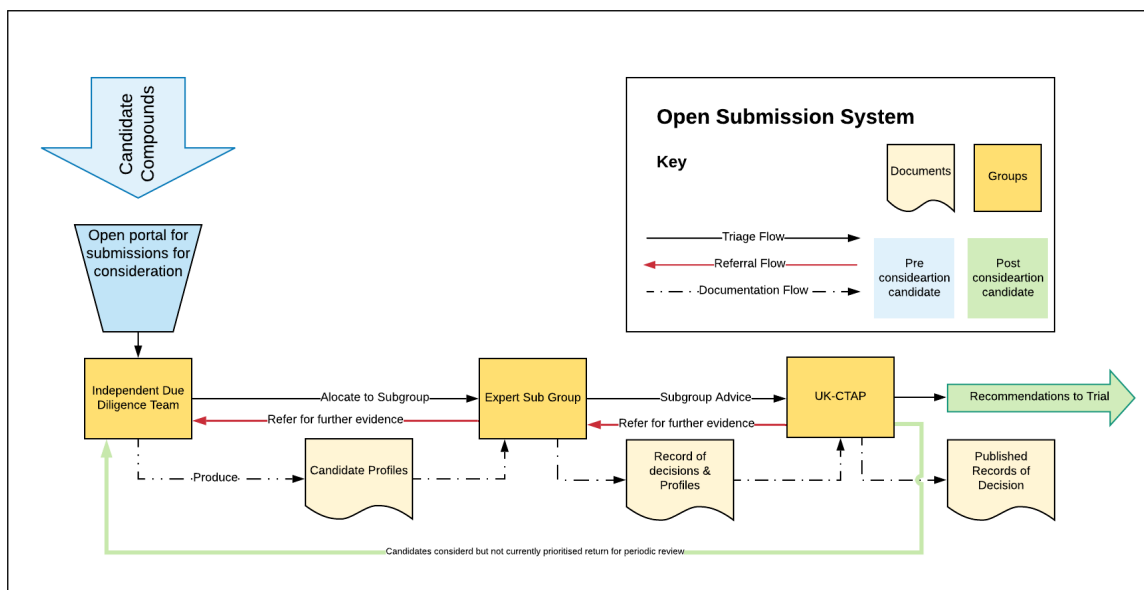 Candidate
Compounds
Open portal for
submissions for
consideration
Open Submission System
Key
Documents
Groups
Triage Flow
Referral Flow
Documentation Flow
Pre
consideartion
candidate
Post
consideartion
candidate
Independent Due
Diligence Team
Alocate to Subgroup
Refer for further evidence
Expert Sub Group
Subgroup Advice
Refer for further evidence
UK-CTAP
Recommendations to Trial
Produce
Candidate Profiles
Record of
decisions &
Profiles
Published
Records of
Decision
Candidates considerd but not currently prioritised return for periodic review